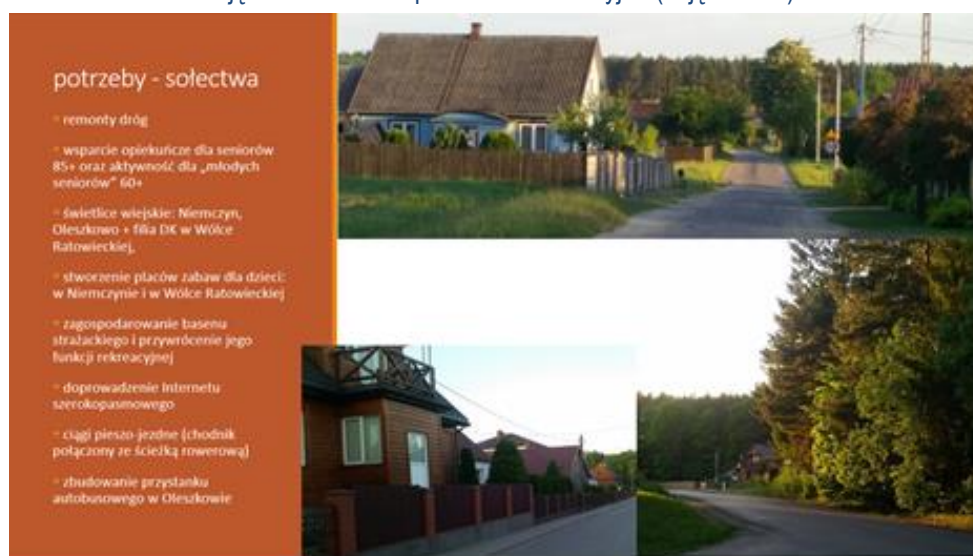 potrzeby - sołectwa
remonty dróg
wsparcie opiekuńcze dla seniorów
85+ oraz aktywność dla „młodych
seniorów” 60+
świetlice wiejskie: Niemczyn,
Oleszkowo + filia DK w Wólce
Ratowieckiej,
stworzenie placów zabaw dla dzieci:
w Niemczynie i w Wólce Ratowieckiej
zagospodarowanie basenu
strażackiego i przywrócenie jego
funkcji rekreacyjnej
doprowadzenie Internetu
szerokopasmowego
ciągi pieszo-jezdne (chodnik
połączony ze ścieżką rowerową)
zbudowanie przystanku
autobusowego w Oleszkowie